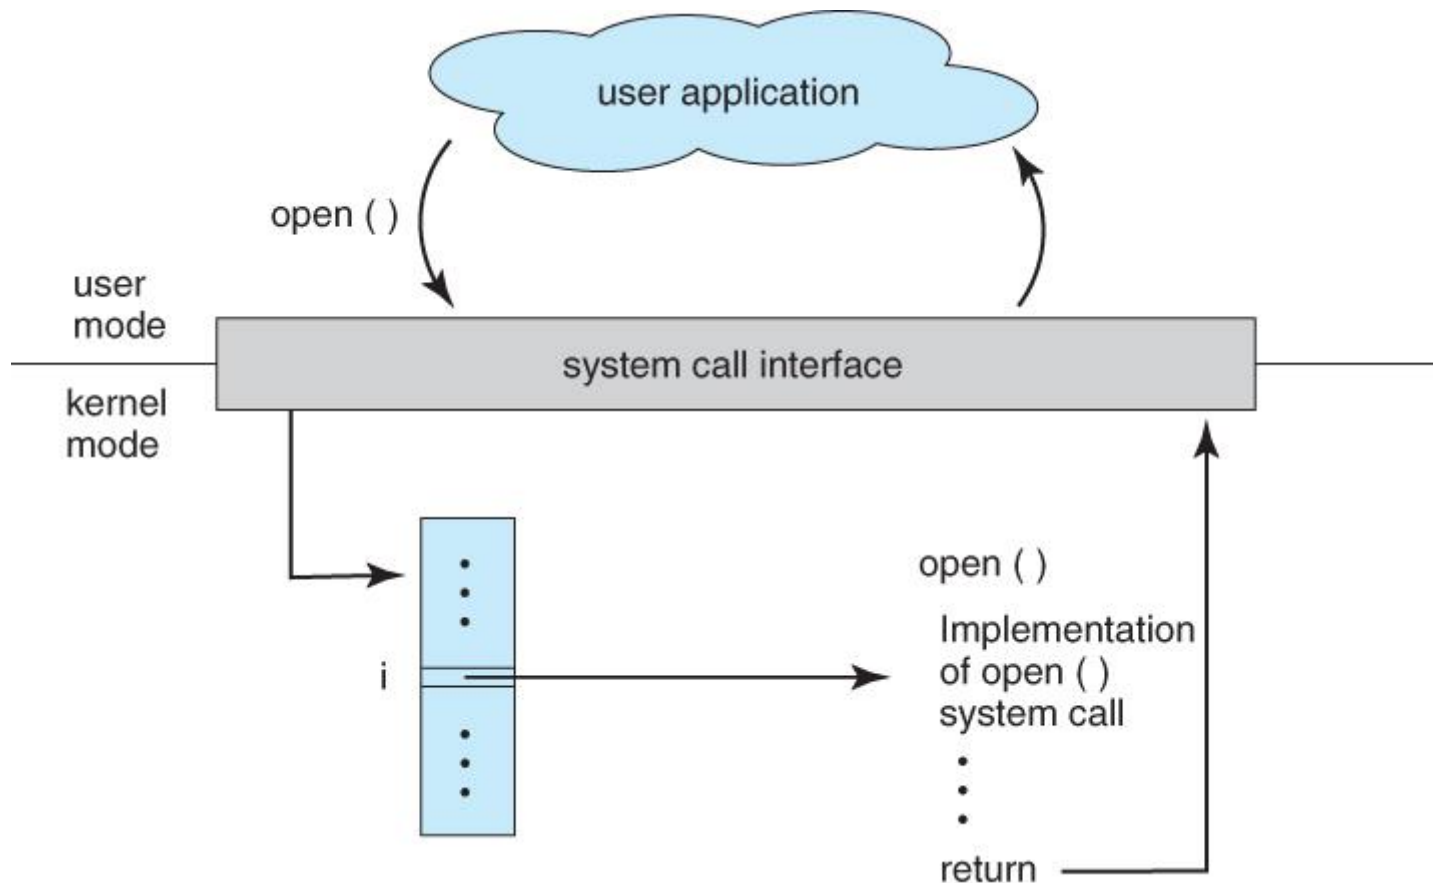 user application
open ( )
user
mode
system call interface
kernel
mode
open ( )
Implementation
of open ( )
system call
i
return